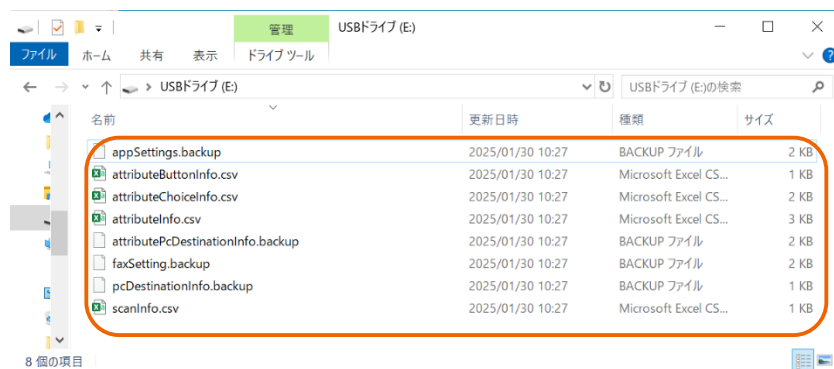 管理 USBドライブ (E:)
ファイル ホーム 共有 表示 ドライブ ツール
USBドライブ (E:) USBドライブ (E:)の検索
名前 更新日時 種類 サイズ
appSettings.backup 2025/01/30 10:27 BACKUP ファイル 2 KB
attributeButtonInfo.csv 2025/01/30 10:27 Microsoft Excel CS... 1 KB
attributeChoiceInfo.csv 2025/01/30 10:27 Microsoft Excel CS... 2 KB
attributeInfo.csv 2025/01/30 10:27 Microsoft Excel CS... 3 KB
attributePcDestinationInfo.backup 2025/01/30 10:27 BACKUP ファイル 2 KB
faxSetting.backup 2025/01/30 10:27 BACKUP ファイル 2 KB
pcDestinationInfo.backup 2025/01/30 10:27 BACKUP ファイル 1 KB
scanInfo.csv 2025/01/30 10:27 Microsoft Excel CS... 1 KB
8 個の項目